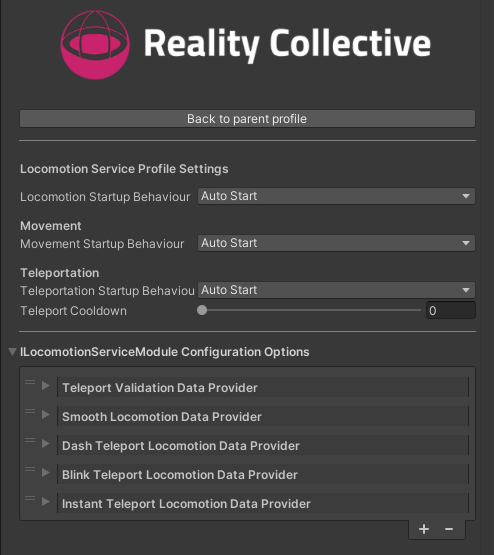 Reality Collective
Back to parent profile
Locomotion Service Profile Settings
Locomotion Startup Behaviour Auto Start
Movement
Movement Startup Behaviour Auto Start
Teleportation
Teleportation Startup Behaviou Auto Start
Teleport Cooldown 0
ILocomotionServiceModule Configuration Options
Teleport Validation Data Provider
Smooth Locomotion Data Provider
Dash Teleport Locomotion Data Provider
Blink Teleport Locomotion Data Provider
Instant Teleport Locomotion Data Provider
+ −